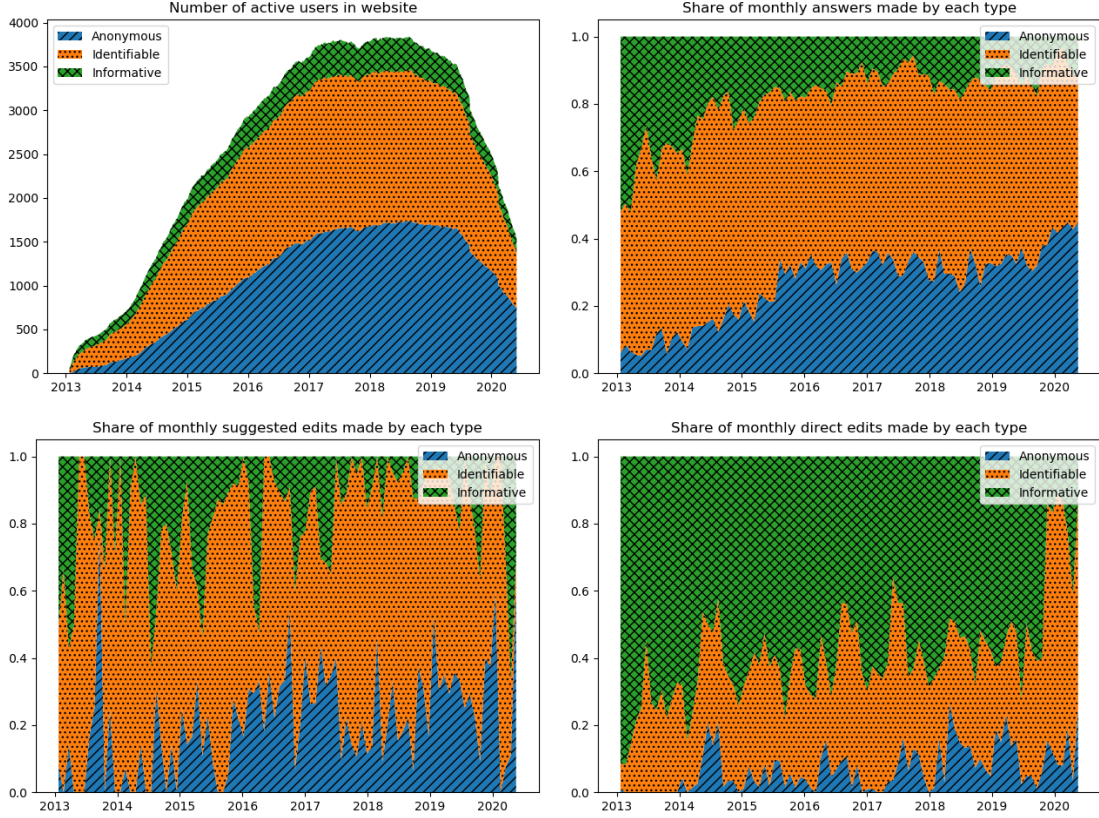 Number of active users in website
4000
3500
3000
2500
2000
1500
1000
500
0
Anonymous
Identifiable
Informative
2013 2014 2015 2016 2017 2018 2019 2020
Share of monthly answers made by each type
1.0
0.8
0.6
0.4
0.2
0.0
Anonymous
Identifiable
Informative
2013 2014 2015 2016 2017 2018 2019 2020
Share of monthly suggested edits made by each type
1.0
0.8
0.6
0.4
0.2
0.0
Anonymous
Identifiable
Informative
2013 2014 2015 2016 2017 2018 2019 2020
Share of monthly direct edits made by each type
1.0
0.8
0.6
0.4
0.2
0.0
Anonymous
Identifiable
Informative
2013 2014 2015 2016 2017 2018 2019 2020